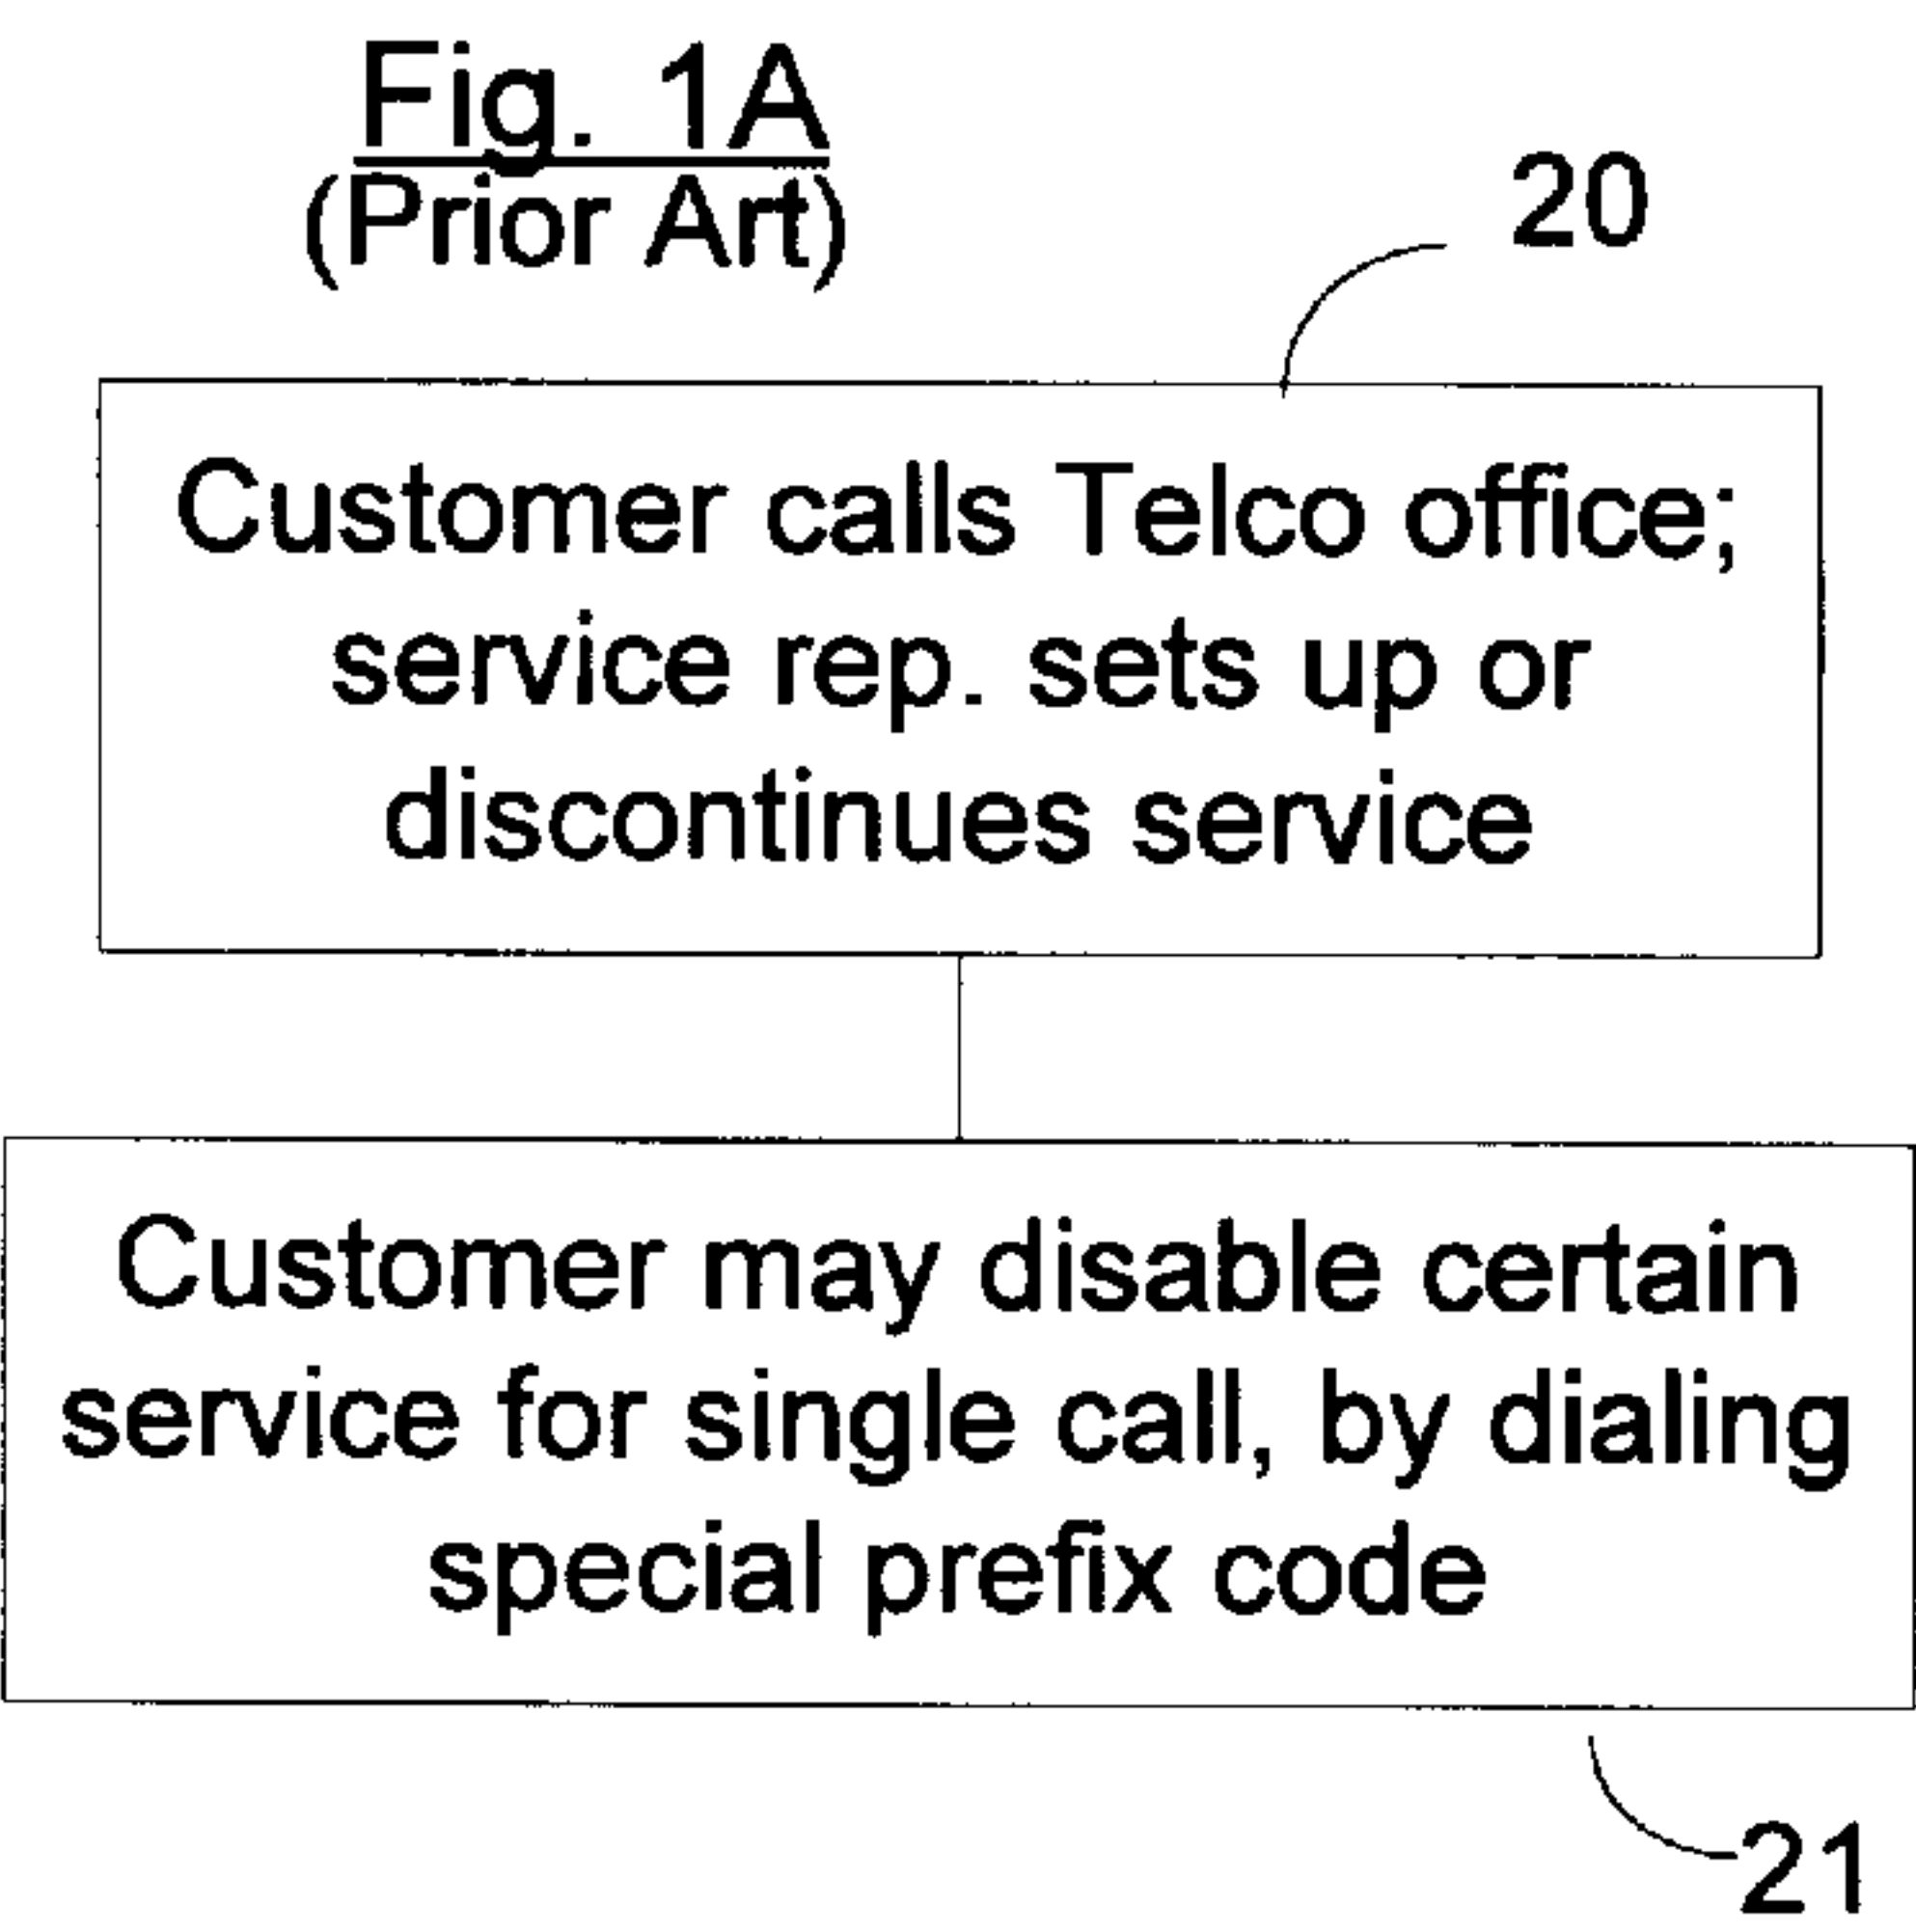 Fig. 1A
(Prior Art)
20
Customer calls Telco office;
service rep. sets up or
discontinues service
Customer may disable certain
service for single call, by dialing
special prefix code
21